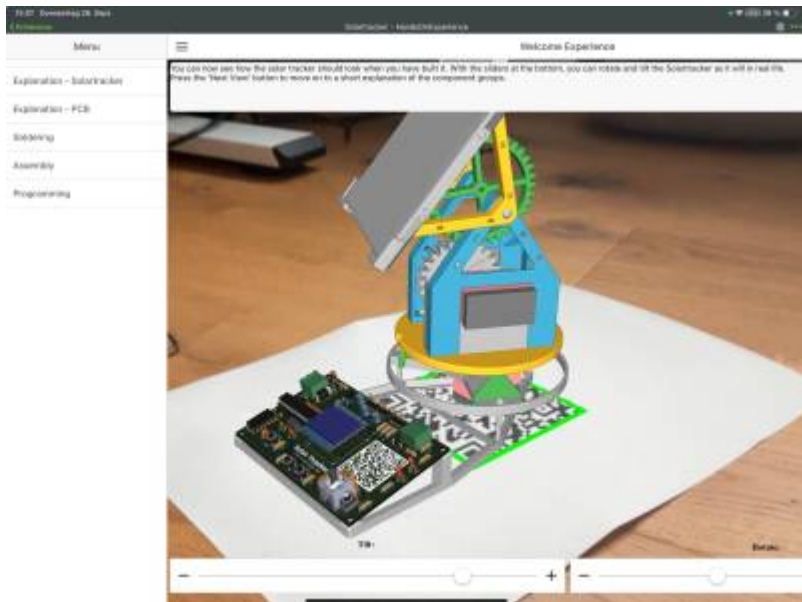 Solartracker - HandsOnExperience
Menu
Welcome Experience
Explanation - Solartracker
Explanation - PCB
Soldering
Assembly
Programming
You can now see how the solar tracker should look when you have built it. With the sliders at the bottom, you can rotate and tilt the Solartracker as it will in real life.
Press the 'Next View' button to move on to a short explanation of the component groups.
Tilt:
Rotate:
− +
−